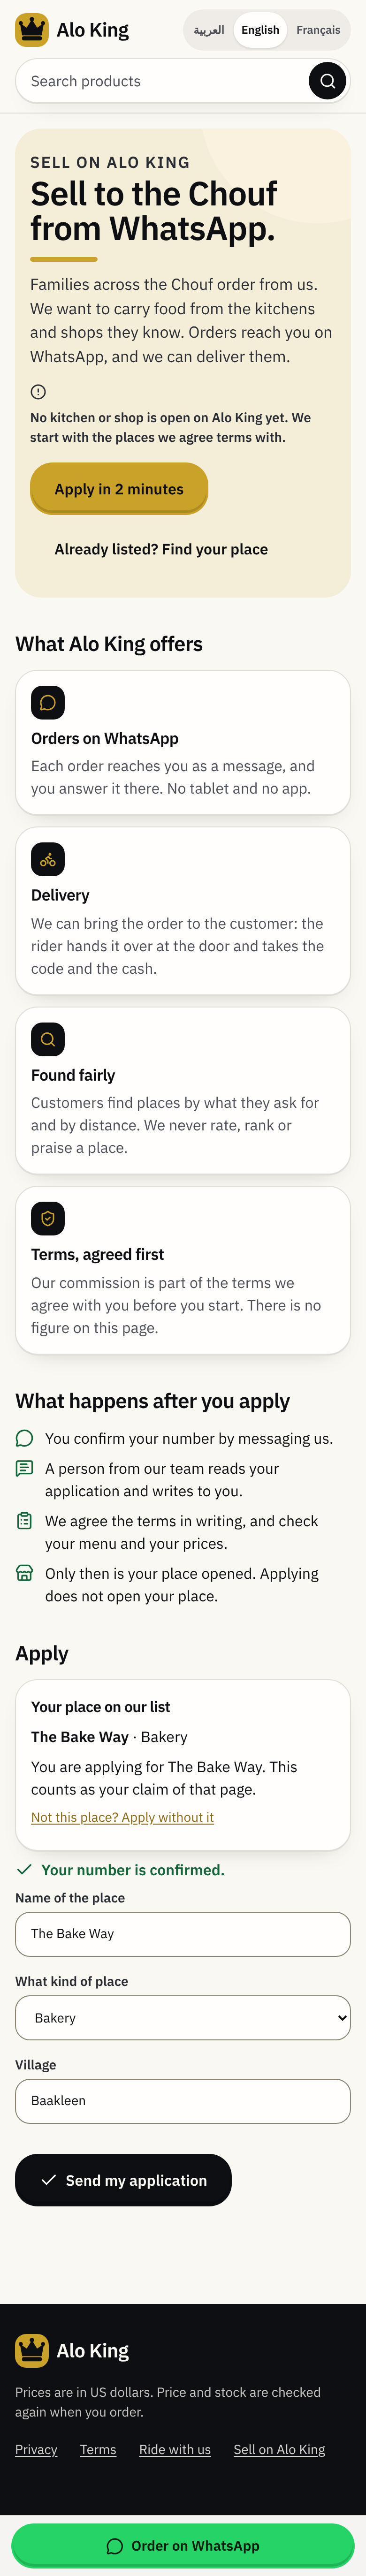 Alo King
العربية
English
Français
Search products
SELL ON ALO KING
Sell to the Chouf
from WhatsApp.
Families across the Chouf order from us.
We want to carry food from the kitchens
and shops they know. Orders reach you on
WhatsApp, and we can deliver them.
No kitchen or shop is open on Alo King yet. We
start with the places we agree terms with.
Apply in 2 minutes
Already listed? Find your place
What Alo King offers
Orders on WhatsApp
Each order reaches you as a message, and
you answer it there. No tablet and no app.
Delivery
We can bring the order to the customer: the
rider hands it over at the door and takes the
code and the cash.
Found fairly
Customers find places by what they ask for
and by distance. We never rate, rank or
praise a place.
Terms, agreed first
Our commission is part of the terms we
agree with you before you start. There is no
figure on this page.
What happens after you apply
You confirm your number by messaging us.
A person from our team reads your
application and writes to you.
We agree the terms in writing, and check
your menu and your prices.
Only then is your place opened. Applying
does not open your place.
Apply
Your place on our list
The Bake Way · Bakery
You are applying for The Bake Way. This
counts as your claim of that page.
Not this place? Apply without it
Your number is confirmed.
Name of the place
The Bake Way
What kind of place
Bakery
Village
Baakleen
Send my application
Alo King
Prices are in US dollars. Price and stock are checked
again when you order.
Privacy
Terms
Ride with us
Sell on Alo King
Order on WhatsApp